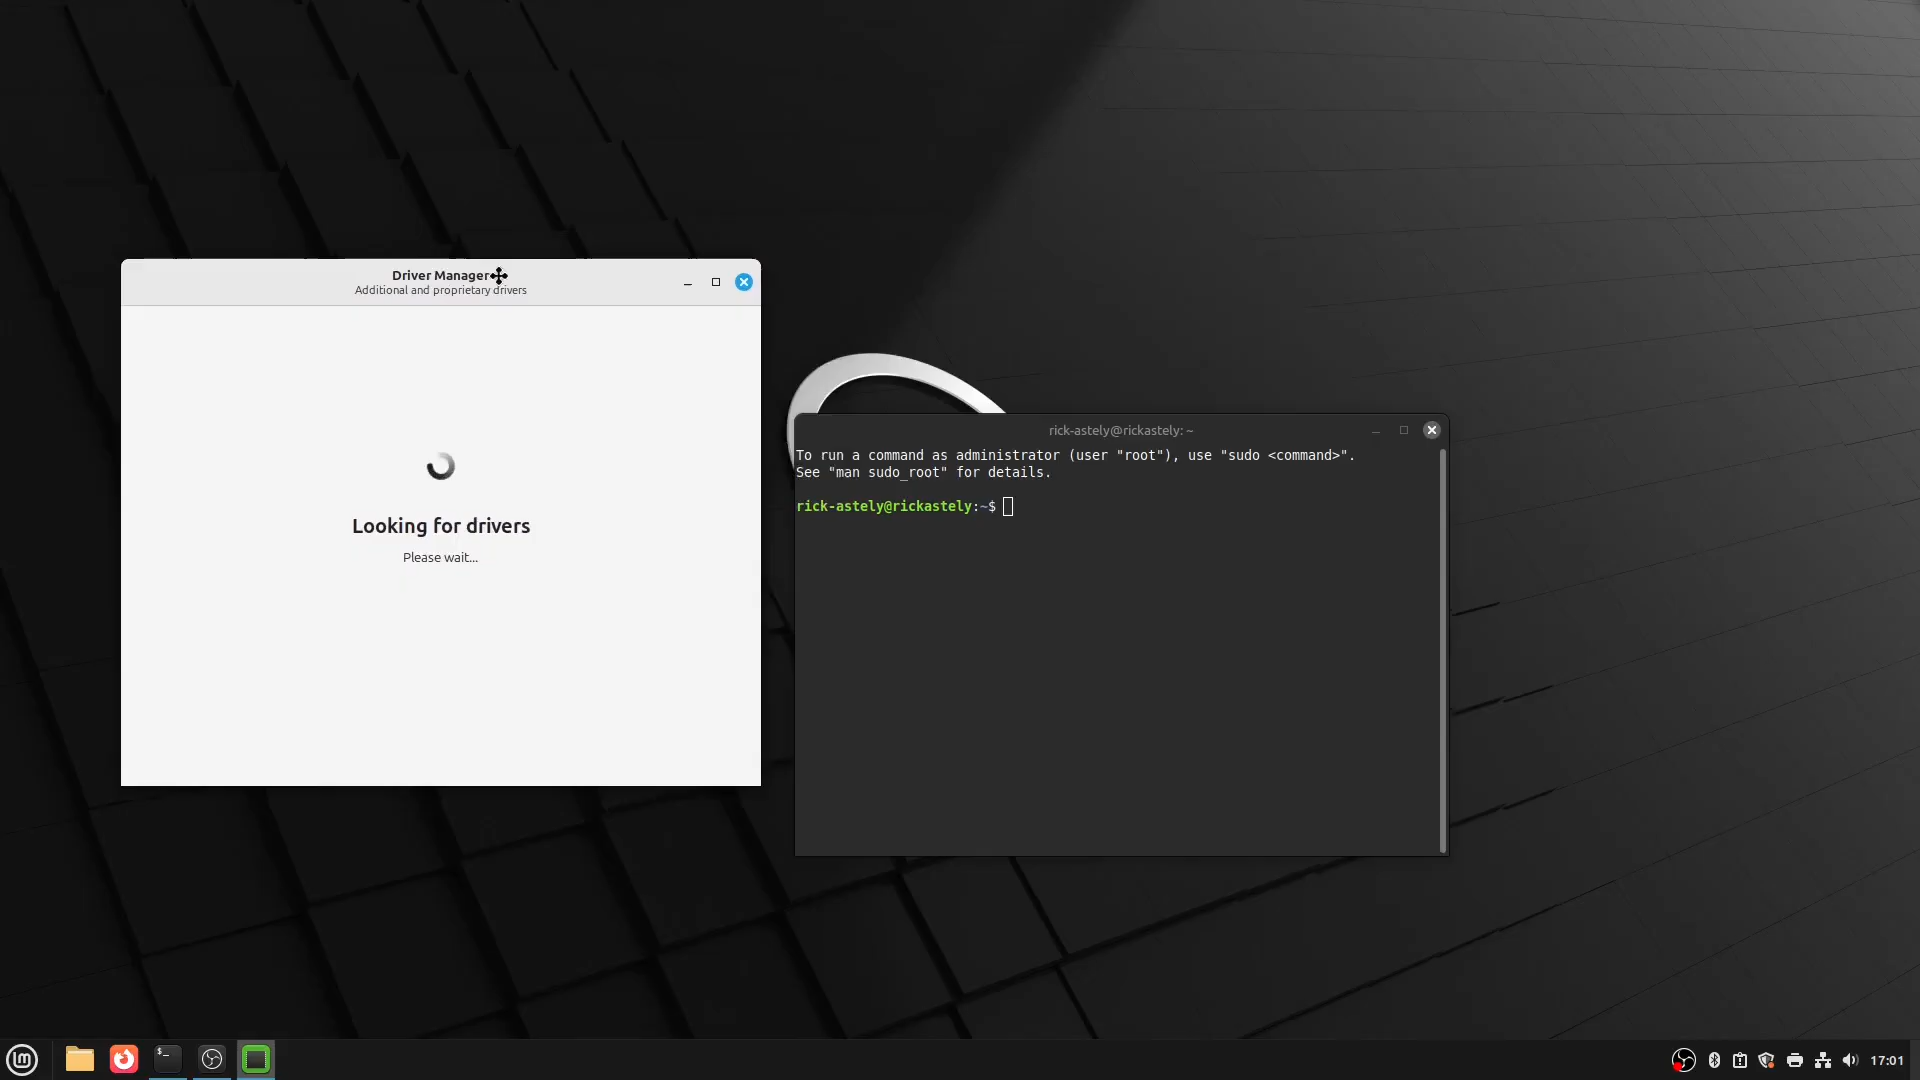 Driver Manager
Additional and proprietary drivers
Looking for drivers
Please wait...
rick-astely@rickastely: ~
To run a command as administrator (user "root"), use "sudo <command>".
See "man sudo_root" for details.
rick-astely@rickastely:~$
17:01